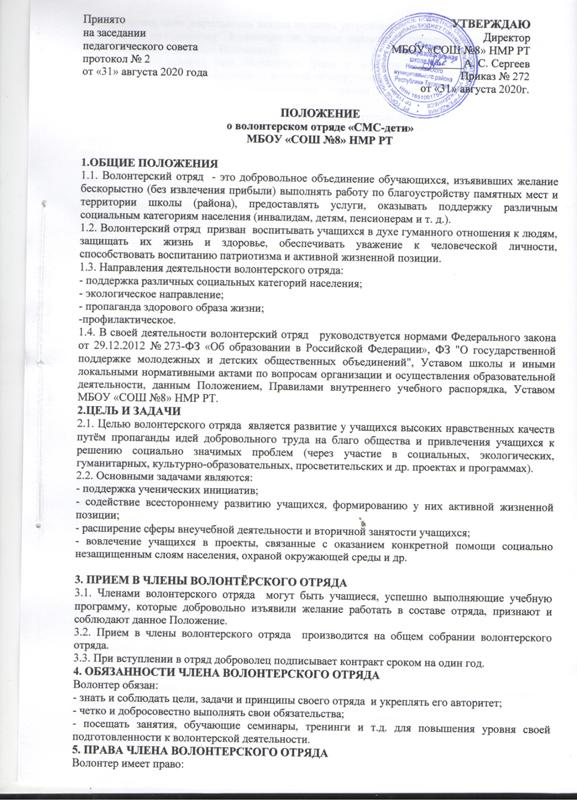 Принято
на заседании
педагогического совета
протокол № 2
от «31» августа 2020 года
УТВЕРЖДАЮ
Директор
МБОУ «СОШ №8» НМР РТ
А. С. Сергеев
Приказ № 272
от «31» августа 2020г.
ПОЛОЖЕНИЕ
о волонтерском отряде «СМС-дети»
МБОУ «СОШ №8» НМР РТ
1.ОБЩИЕ ПОЛОЖЕНИЯ
1.1. Волонтерский отряд - это добровольное объединение обучающихся, изъявивших желание
бескорыстно (без извлечения прибыли) выполнять работу по благоустройству памятных мест и
территории школы (района), предоставлять услуги, оказывать поддержку различным
социальным категориям населения (инвалидам, детям, пенсионерам и т. д.).
1.2. Волонтерский отряд призван воспитывать учащихся в духе гуманного отношения к людям,
защищать их жизнь и здоровье, обеспечивать уважение к человеческой личности,
способствовать воспитанию патриотизма и активной жизненной позиции.
1.3. Направления деятельности волонтерского отряда:
- поддержка различных социальных категорий населения;
- экологическое направление;
- пропаганда здорового образа жизни;
-профилактическое.
1.4. В своей деятельности волонтерский отряд руководствуется нормами Федерального закона
от 29.12.2012 № 273-ФЗ «Об образовании в Российской Федерации», ФЗ "О государственной
поддержке молодежных и детских общественных объединений", Уставом школы и иными
локальными нормативными актами по вопросам организации и осуществления образовательной
деятельности, данным Положением, Правилами внутреннего учебного распорядка, Уставом
МБОУ «СОШ №8» НМР РТ.
2.ЦЕЛЬ И ЗАДАЧИ
2.1. Целью волонтерского отряда является развитие у учащихся высоких нравственных качеств
путём пропаганды идей добровольного труда на благо общества и привлечения учащихся к
решению социально значимых проблем (через участие в социальных, экологических,
гуманитарных, культурно-образовательных, просветительских и др. проектах и программах).
2.2. Основными задачами являются:
- поддержка ученических инициатив;
- содействие всестороннему развитию учащихся, формированию у них активной жизненной
позиции;
- расширение сферы внеучебной деятельности и вторичной занятости учащихся;
- вовлечение учащихся в проекты, связанные с оказанием конкретной помощи социально
незащищенным слоям населения, охраной окружающей среды и др.
3. ПРИЕМ В ЧЛЕНЫ ВОЛОНТЁРСКОГО ОТРЯДА
3.1. Членами волонтерского отряда могут быть учащиеся, успешно выполняющие учебную
программу, которые добровольно изъявили желание работать в составе отряда, признают и
соблюдают данное Положение.
3.2. Прием в члены волонтерского отряда производится на общем собрании волонтерского
отряда.
3.3. При вступлении в отряд доброволец подписывает контракт сроком на один год.
4. ОБЯЗАННОСТИ ЧЛЕНА ВОЛОНТЕРСКОГО ОТРЯДА
Волонтер обязан:
- знать и соблюдать цели, задачи и принципы своего отряда и укреплять его авторитет;
- четко и добросовестно выполнять свои обязательства;
- посещать занятия, обучающие семинары, тренинги и т.д. для повышения уровня своей
подготовленности к волонтерской деятельности.
5. ПРАВА ЧЛЕНА ВОЛОНТЕРСКОГО ОТРЯДА
Волонтер имеет право: